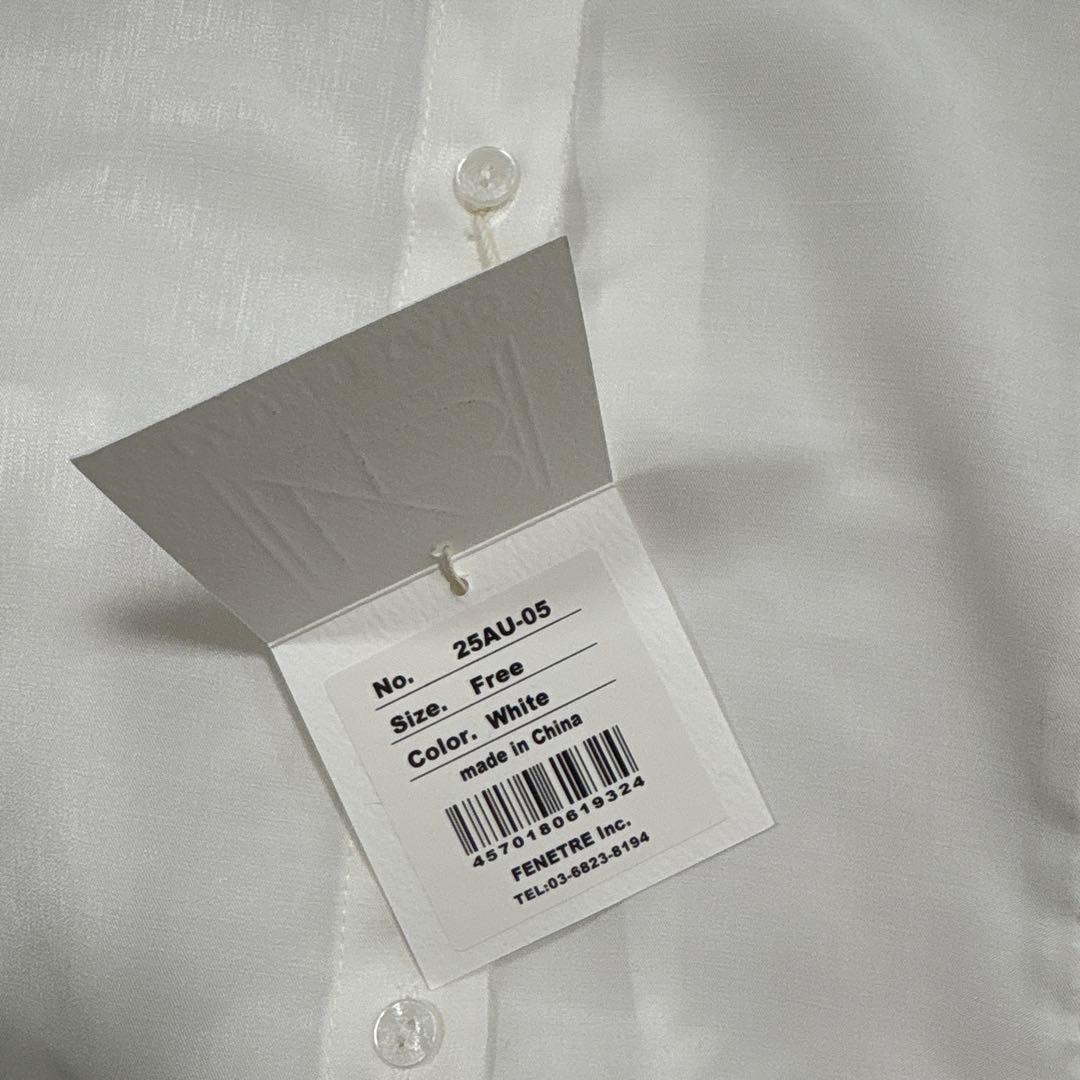 No. 25AU-05
Size. Free
Color. White
made in China
4570180619324
FENETRE Inc.
TEL:03-6823-8194